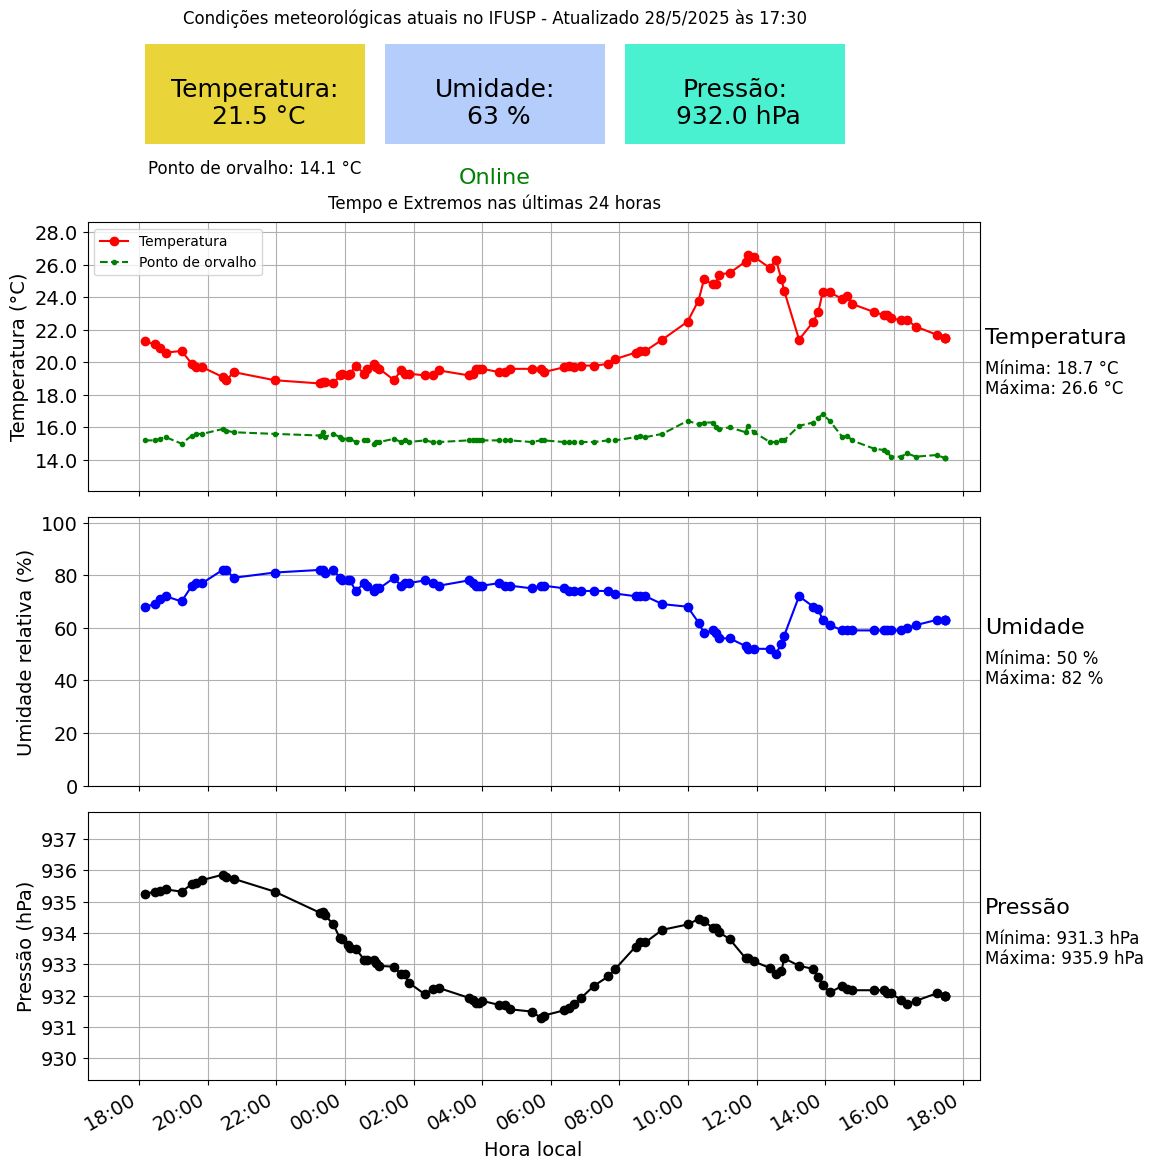 Condições meteorológicas atuais no IFUSP - Atualizado 28/5/2025 às 17:30
Temperatura:
21.5 °C
Umidade:
63 %
Pressão:
932.0 hPa
Ponto de orvalho: 14.1 °C
Online
Tempo e Extremos nas últimas 24 horas
Temperatura (°C)
28.0
26.0
24.0
22.0
20.0
18.0
16.0
14.0
Temperatura
Ponto de orvalho
Temperatura
Mínima: 18.7 °C
Máxima: 26.6 °C
Umidade relativa (%)
100
80
60
40
20
0
Umidade
Mínima: 50 %
Máxima: 82 %
Pressão (hPa)
937
936
935
934
933
932
931
930
Pressão
Mínima: 931.3 hPa
Máxima: 935.9 hPa
18:00 20:00 22:00 00:00 02:00 04:00 06:00 08:00 10:00 12:00 14:00 16:00 18:00
Hora local